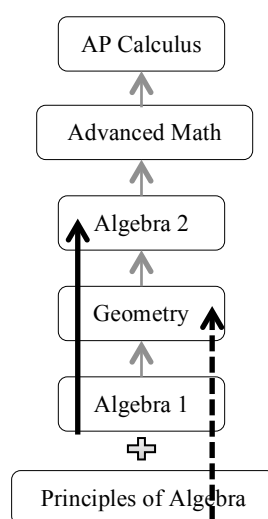 AP Calculus
Advanced Math
Algebra 2
Geometry
Algebra 1
Principles of Algebra